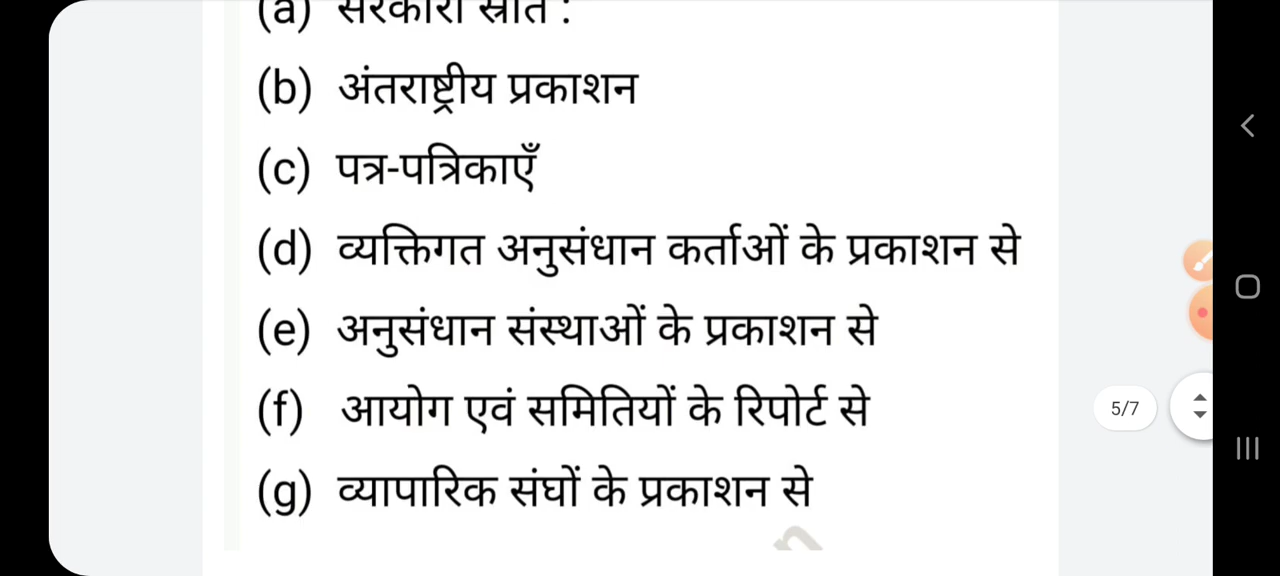 (a) सरकारी स्रोत :
(b) अंतराष्ट्रीय प्रकाशन
(c) पत्र-पत्रिकाएँ
(d) व्यक्तिगत अनुसंधान कर्ताओं के प्रकाशन से
(e) अनुसंधान संस्थाओं के प्रकाशन से
(f) आयोग एवं समितियों के रिपोर्ट से
5/7
(g) व्यापारिक संघों के प्रकाशन से